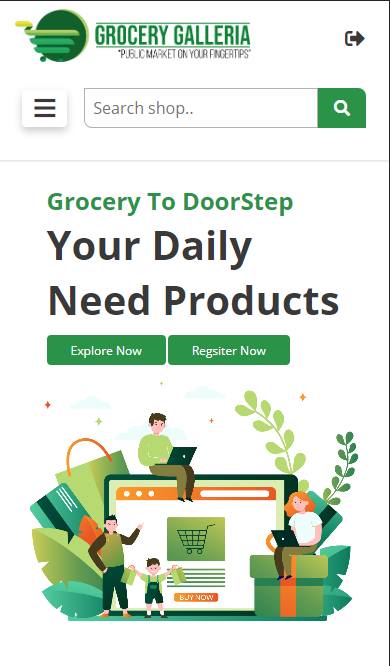 GROCERY GALLERIA
"PUBLIC MARKET ON YOUR FINGERTIPS"
Search shop..
Grocery To DoorStep
Your Daily
Need Products
Explore Now
Regsiter Now
BUY NOW